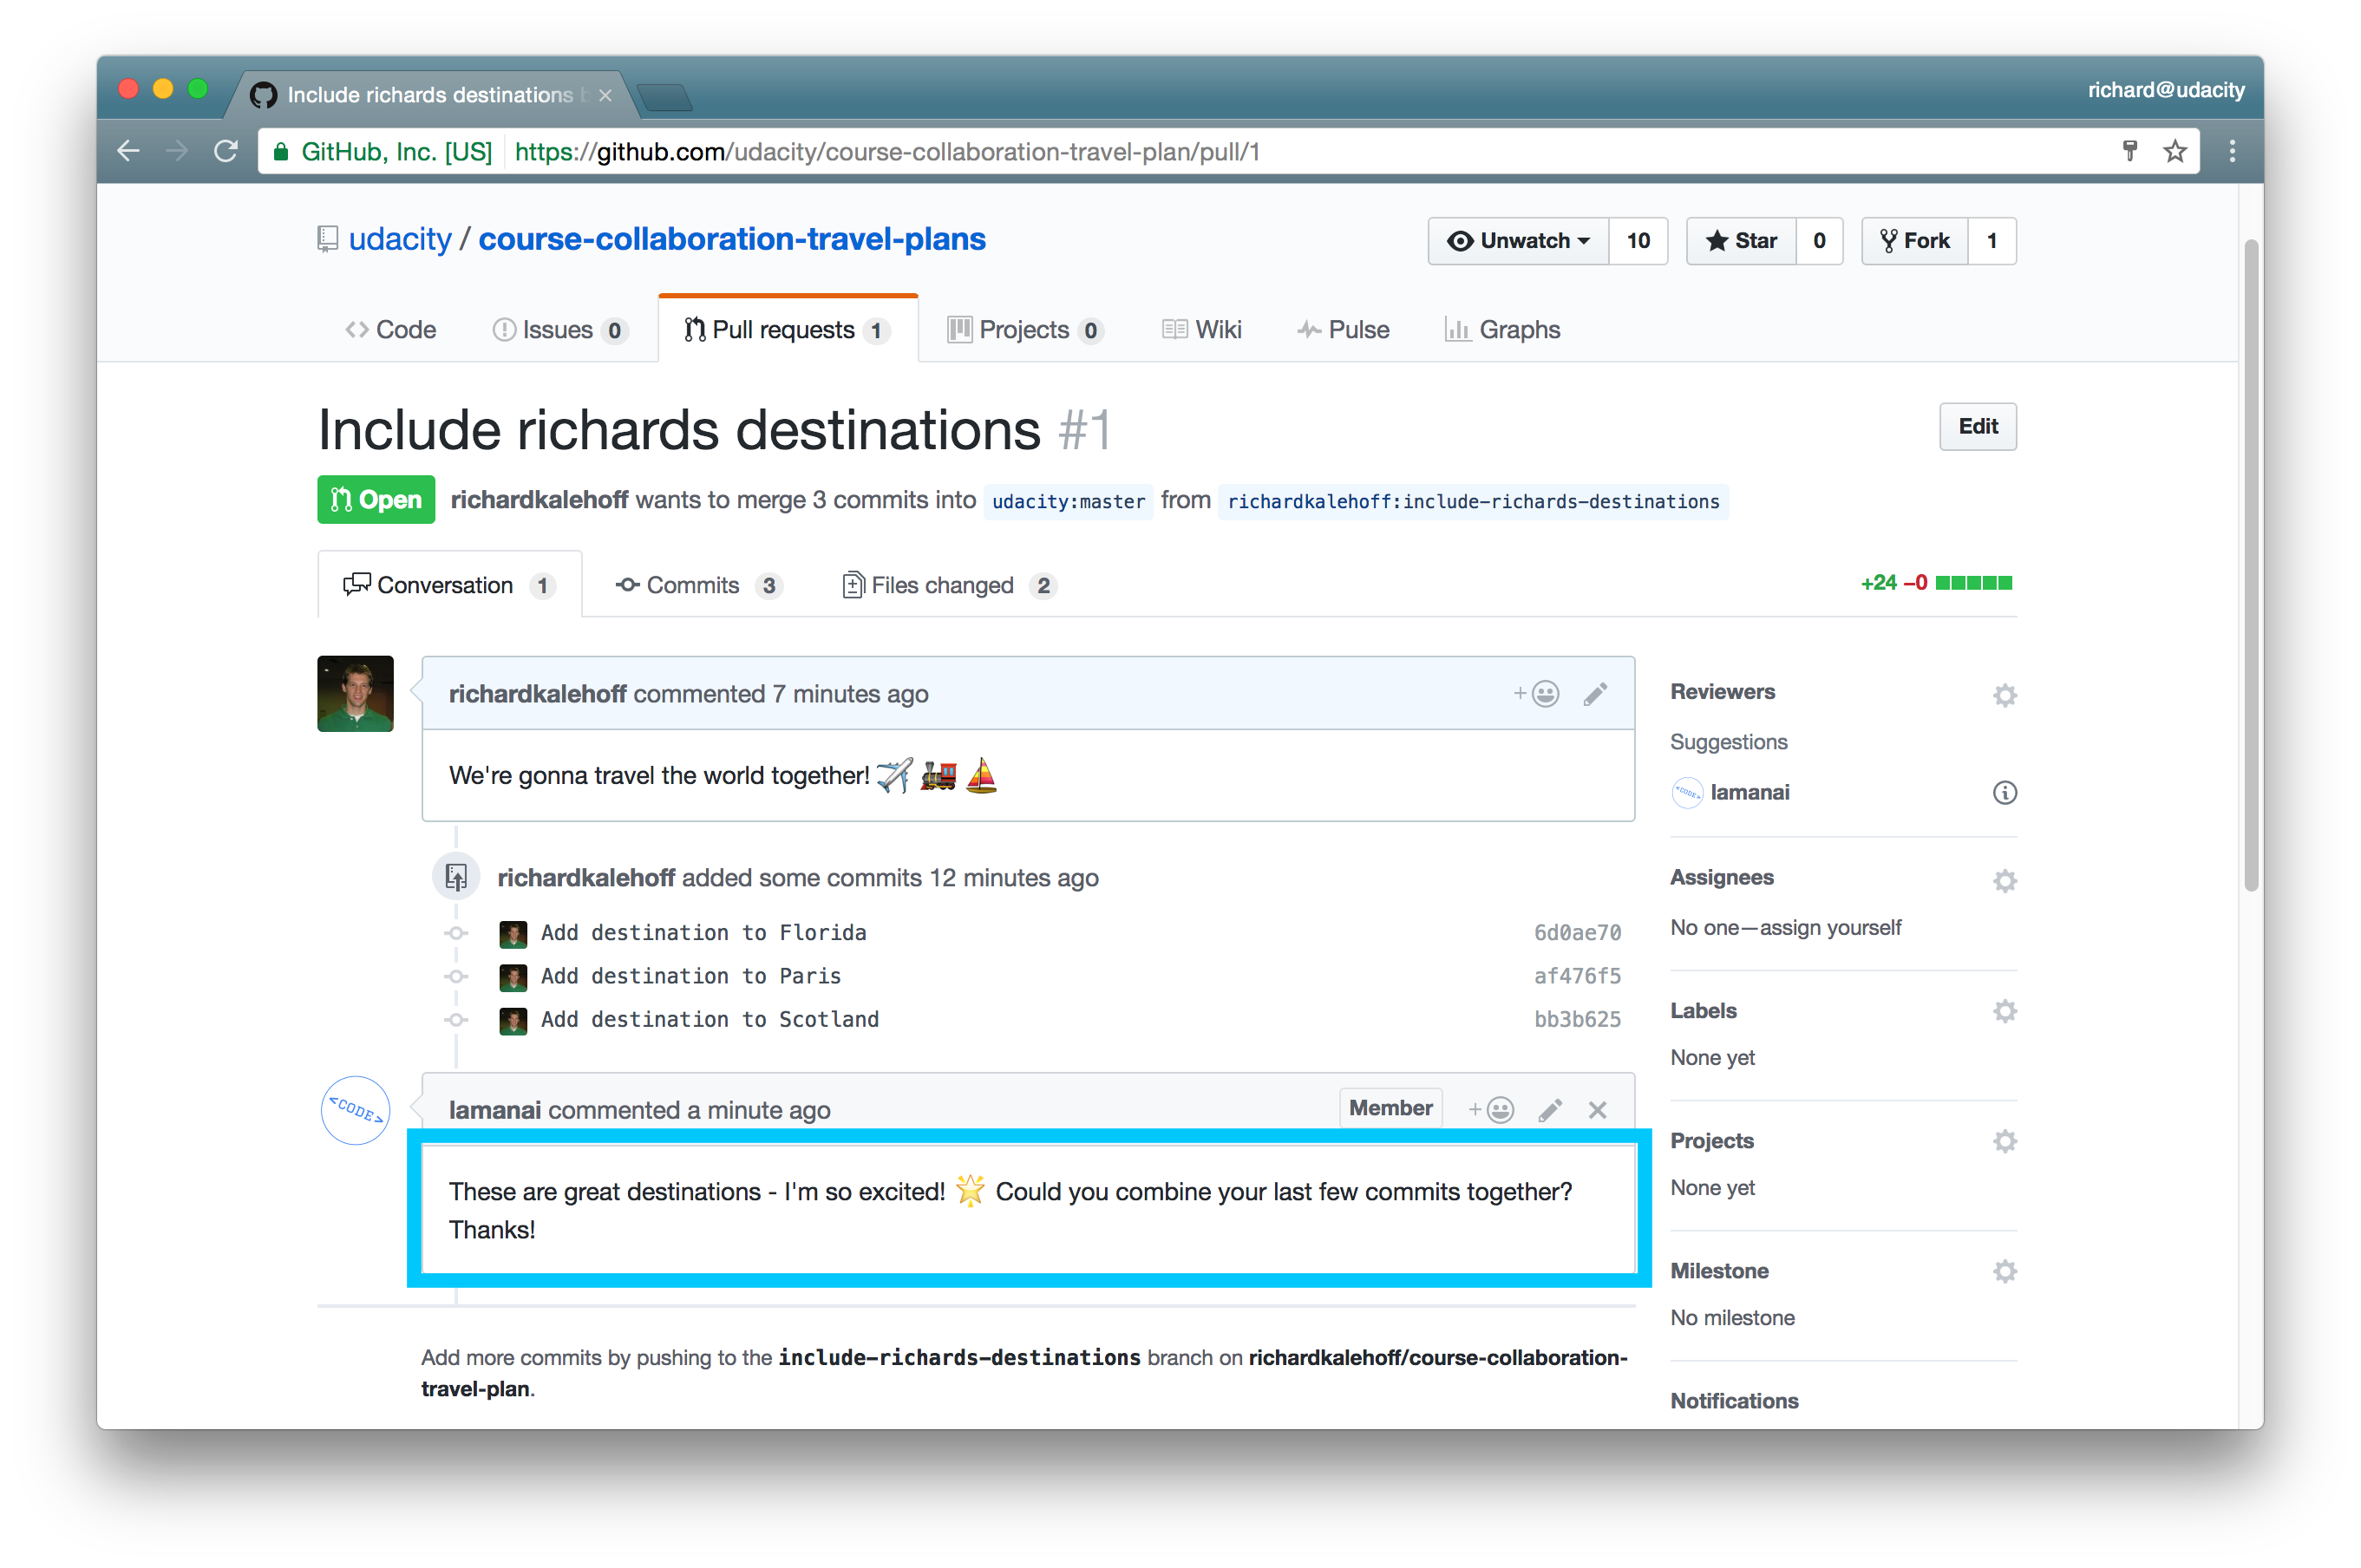 Include richards destinations
richard@udacity
GitHub, Inc. [US] https://github.com/udacity/course-collaboration-travel-plan/pull/1
udacity / course-collaboration-travel-plans
Unwatch 10 Star 0 Fork 1
Code Issues 0 Pull requests 1 Projects 0 Wiki Pulse Graphs
Include richards destinations #1
Edit
Open richardkalehoff wants to merge 3 commits into udacity:master from richardkalehoff:include-richards-destinations
Conversation 1 Commits 3 Files changed 2
+24 −0
richardkalehoff commented 7 minutes ago
We're gonna travel the world together! ✈️ 🚂 ⛵
richardkalehoff added some commits 12 minutes ago
Add destination to Florida 6d0ae70
Add destination to Paris af476f5
Add destination to Scotland bb3b625
<CODE>
lamanai commented a minute ago Member
These are great destinations - I'm so excited! 🌟 Could you combine your last few commits together?
Thanks!
Add more commits by pushing to the include-richards-destinations branch on richardkalehoff/course-collaboration-
travel-plan.
Reviewers
Suggestions
<CODE> lamanai
Assignees
No one—assign yourself
Labels
None yet
Projects
None yet
Milestone
No milestone
Notifications